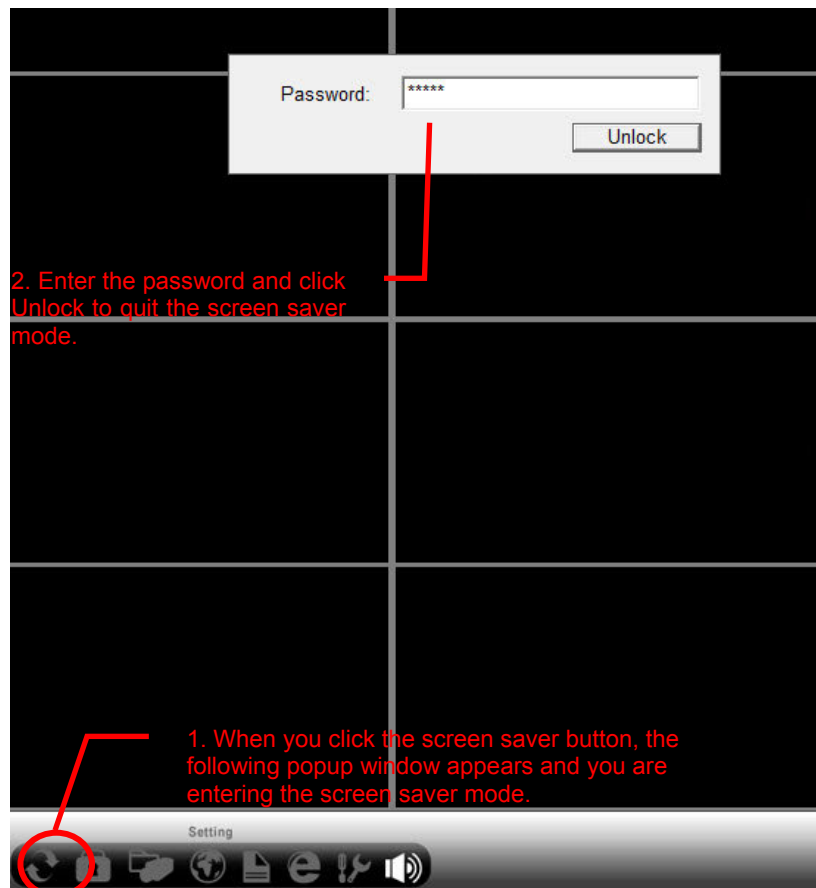 Password: *****
Unlock
2. Enter the password and click
Unlock to quit the screen saver
mode.
1. When you click the screen saver button, the
following popup window appears and you are
entering the screen saver mode.
Setting